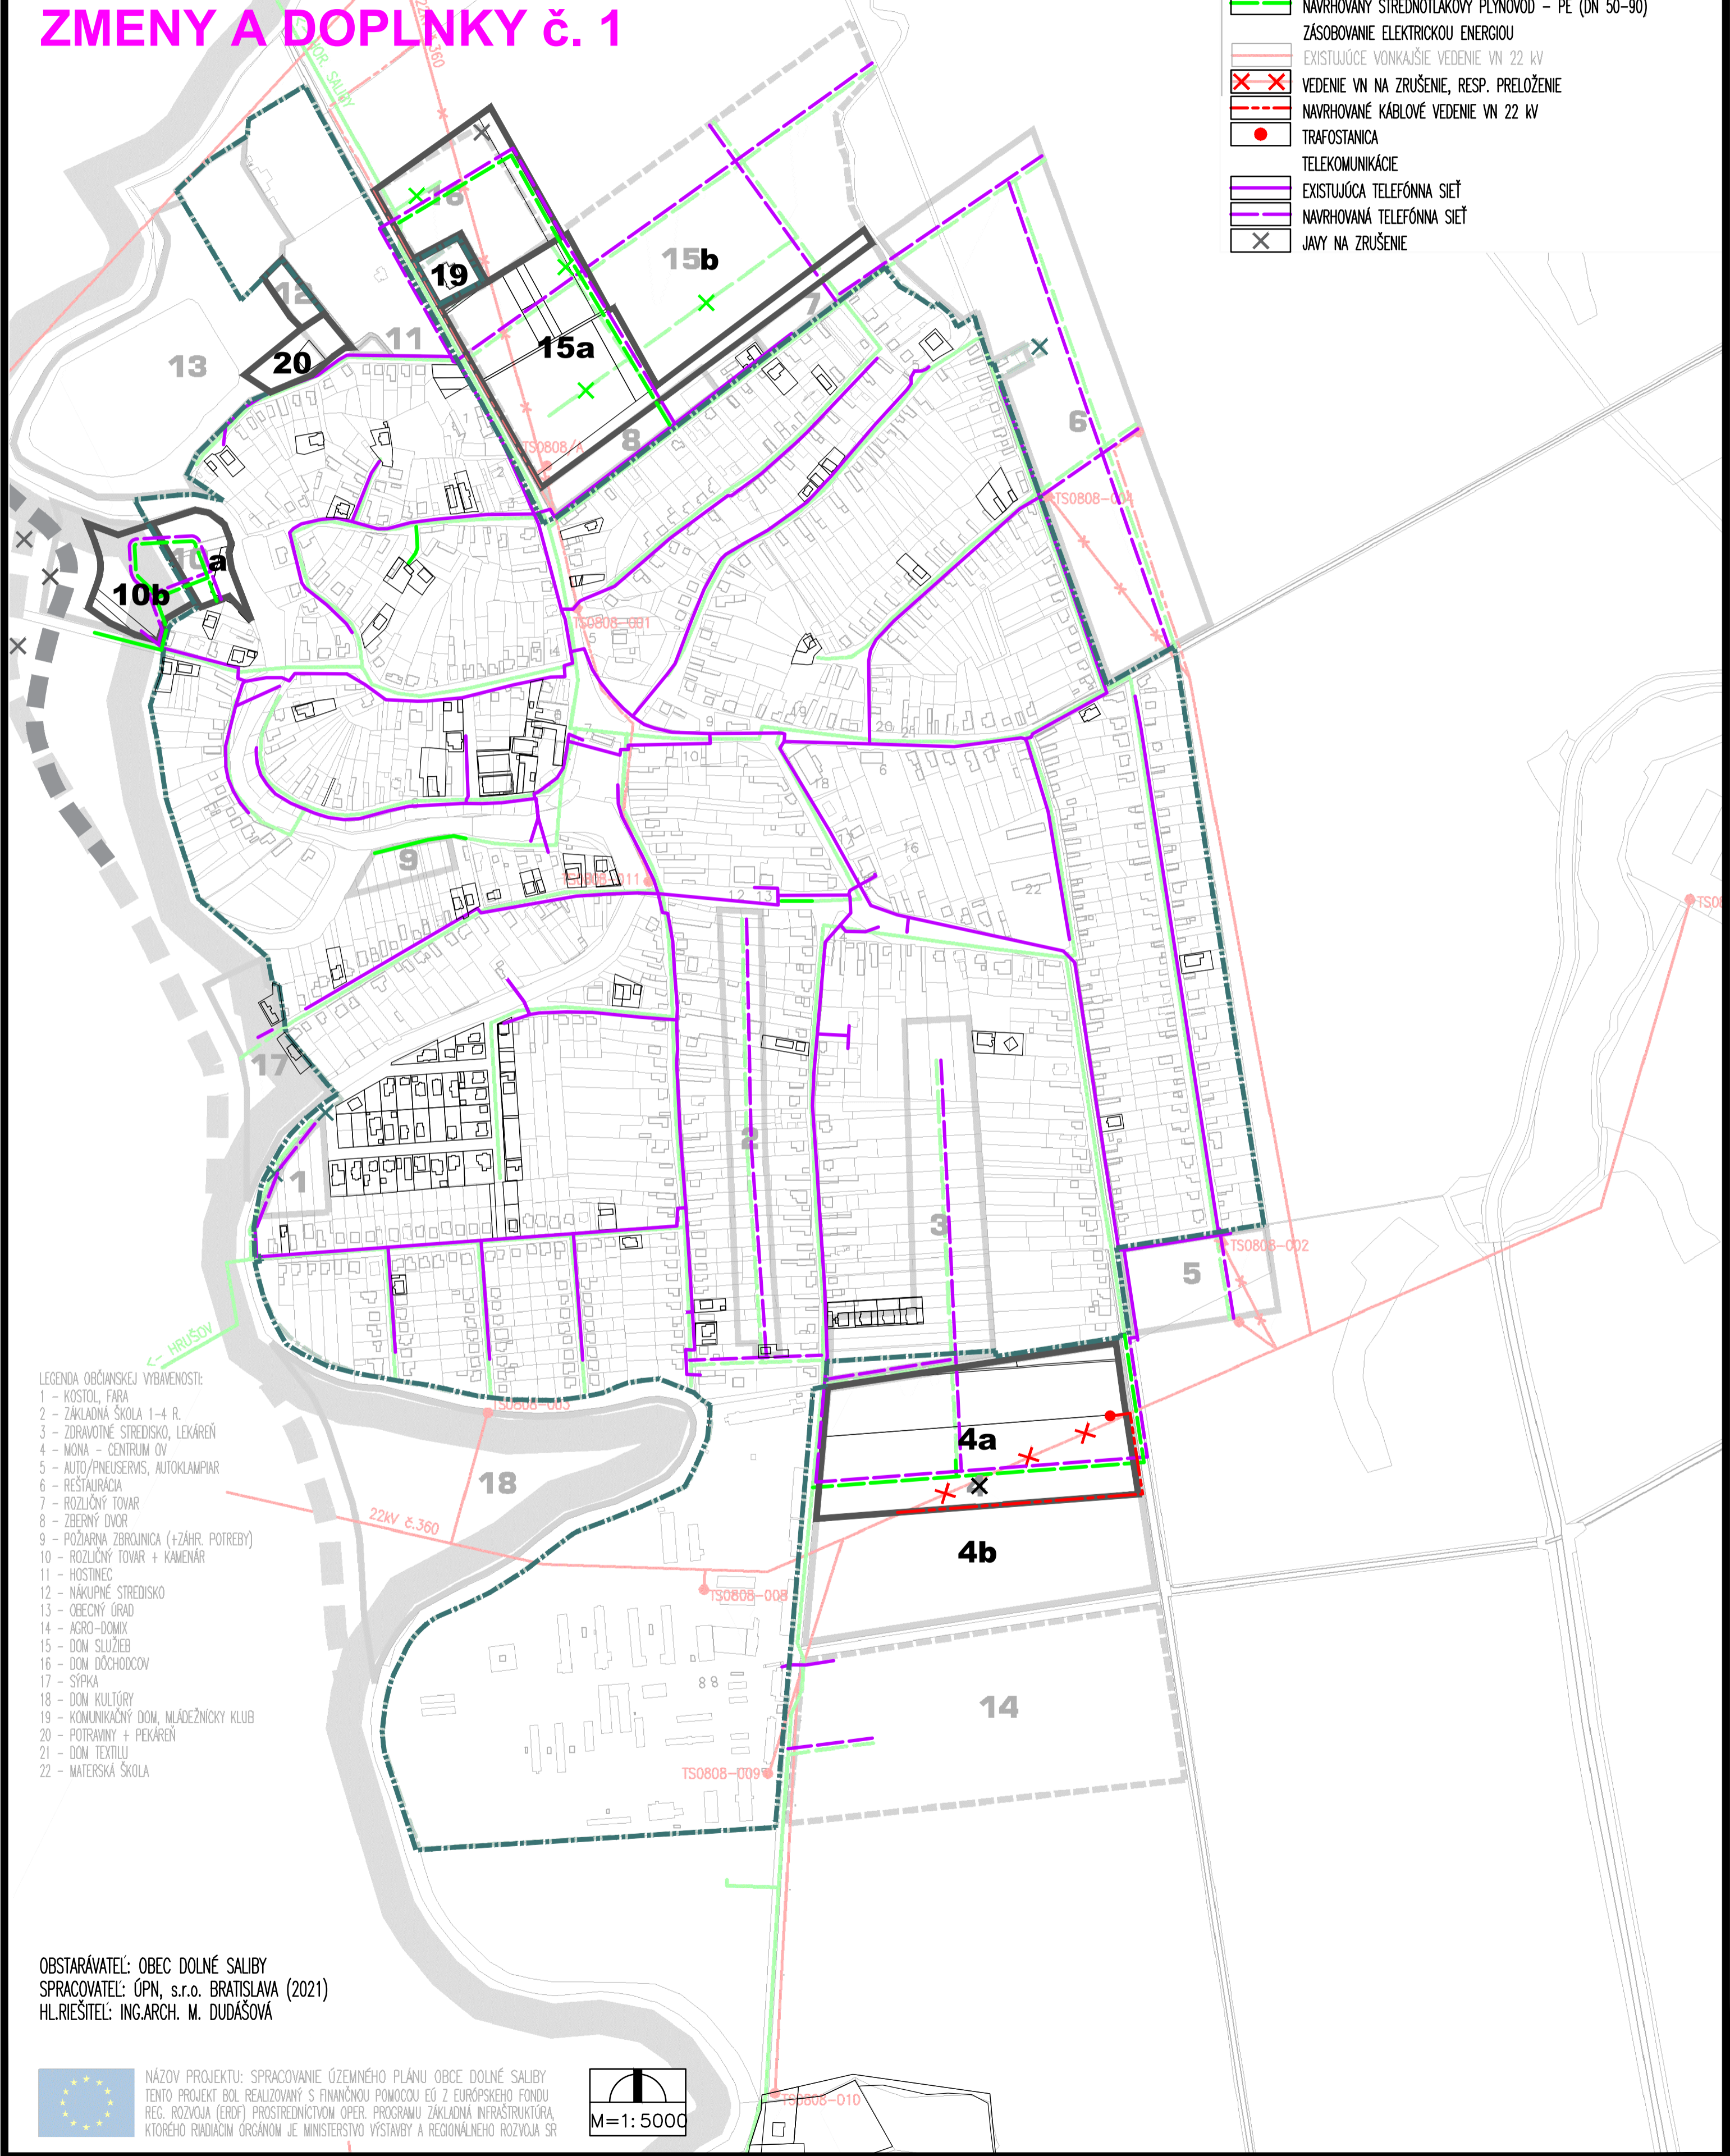 ZMENY A DOPLNKY č. 1
NAVRHOVANÝ STREDNOTLAKOVÝ PLYNOVOD – PE (DN 50-90)
ZÁSOBOVANIE ELEKTRICKOU ENERGIOU
EXISTUJÚCE VONKAJŠIE VEDENIE VN 22 kV
VEDENIE VN NA ZRUŠENIE, RESP. PRELOŽENIE
NAVRHOVANÉ KÁBLOVÉ VEDENIE VN 22 kV
TRAFOSTANICA
TELEKOMUNIKÁCIE
EXISTUJÚCA TELEFÓNNA SIEŤ
NAVRHOVANÁ TELEFÓNNA SIEŤ
JAVY NA ZRUŠENIE
16
15b
19
12
7
11
13
20
15a
8
6
TS0808/A
TS0808-004
10b
a
TS0808-001
9
TS0808-011
17
2
1
3
TS0808-002
5
<- HRUŠOV
LEGENDA OBČIANSKEJ VYBAVENOSTI:
1 – KOSTOL, FARA
2 – ZÁKLADNÁ ŠKOLA 1-4 R.
3 – ZDRAVOTNÉ STREDISKO, LEKÁREŇ
4 – MONA – CENTRUM OV
5 – AUTO/PNEUSERVIS, AUTOKLAMPIAR
6 – REŠTAURÁCIA
7 – ROZLIČNÝ TOVAR
8 – ZBERNÝ DVOR
9 – POŽIARNA ZBROJNICA (+ZÁHR. POTREBY)
10 – ROZLIČNÝ TOVAR + KAMENÁR
11 – HOSTINEC
12 – NÁKUPNÉ STREDISKO
13 – OBECNÝ ÚRAD
14 – AGRO-DOMIX
15 – DOM SLUŽIEB
16 – DOM DÔCHODCOV
17 – SÝPKA
18 – DOM KULTÚRY
19 – KOMUNIKAČNÝ DOM, MLÁDEŽNÍCKY KLUB
20 – POTRAVINY + PEKÁREŇ
21 – DOM TEXTILU
22 – MATERSKÁ ŠKOLA
18
22kV č.360
4a
4
4b
TS0808-008
14
TS0808-009
OBSTARÁVATEĽ: OBEC DOLNÉ SALIBY
SPRACOVATEĽ: ÚPN, s.r.o. BRATISLAVA (2021)
HL.RIEŠITEĽ: ING.ARCH. M. DUDÁŠOVÁ
NÁZOV PROJEKTU: SPRACOVANIE ÚZEMNÉHO PLÁNU OBCE DOLNÉ SALIBY
TENTO PROJEKT BOL REALIZOVANÝ S FINANČNOU POMOCOU EÚ Z EURÓPSKEHO FONDU
REG. ROZVOJA (ERDF) PROSTREDNÍCTVOM OPER. PROGRAMU ZÁKLADNÁ INFRAŠTRUKTÚRA,
KTORÉHO RIADIACIM ORGÁNOM JE MINISTERSTVO VÝSTAVBY A REGIONÁLNEHO ROZVOJA SR
M=1:5000
TS0808-010